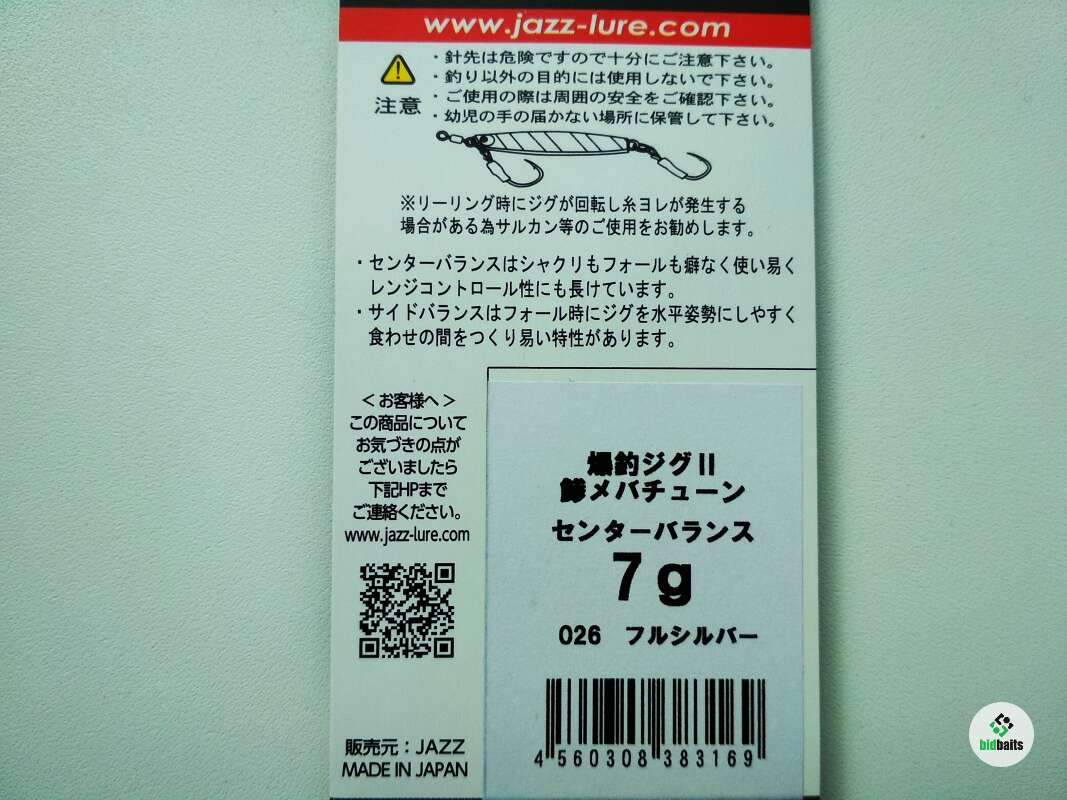 www.jazz-lure.com
・針先は危険ですので十分にご注意下さい。
・釣り以外の目的には使用しないで下さい。
・ご使用の際は周囲の安全をご確認下さい。
・幼児の手の届かない場所に保管して下さい。
注意
※リーリング時にジグが回転し糸ヨレが発生する
場合がある為サルカン等のご使用をお勧めします。
・センターバランスはシャクリもフォールも癖なく使い易く
レンジコントロール性にも長けています。
・サイドバランスはフォール時にジグを水平姿勢にしやすく
食わせの間をつくり易い特性があります。
＜お客様へ＞
この商品について
お気づきの点が
ございましたら
下記HPまで
ご連絡ください。
www.jazz-lure.com
販売元：JAZZ
MADE IN JAPAN
爆釣ジグⅡ
鯵メバチューン
センターバランス
7g
026 フルシルバー
4 560308 383169
bidbaits